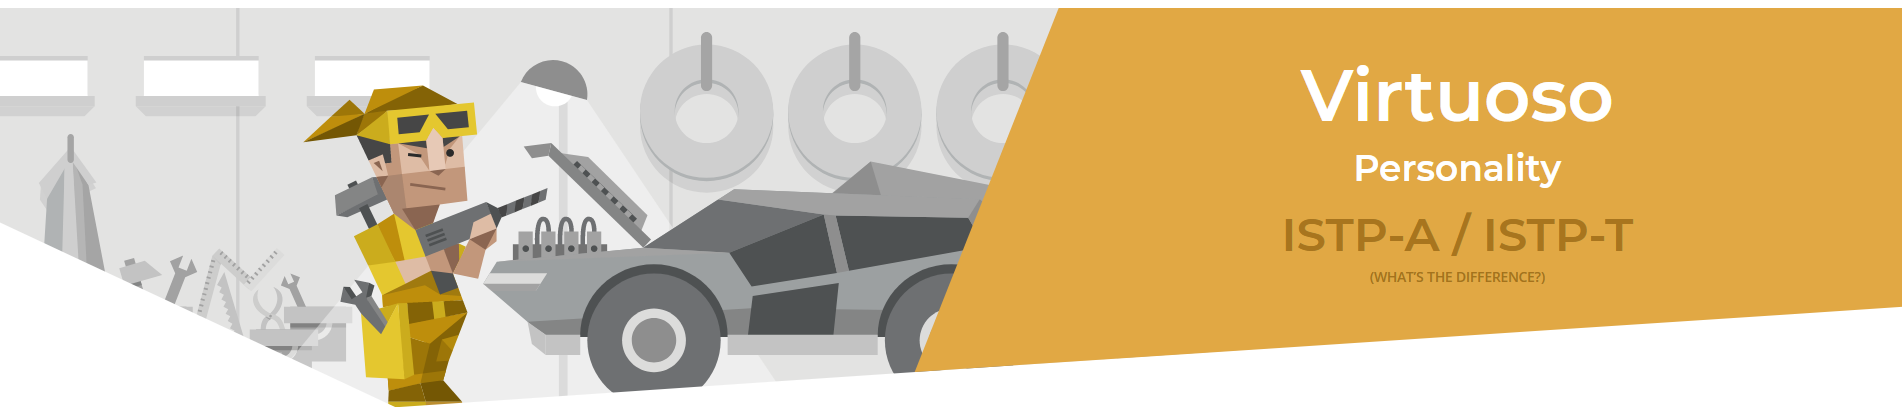 Virtuoso
Personality
ISTP-A / ISTP-T
(WHAT'S THE DIFFERENCE?)